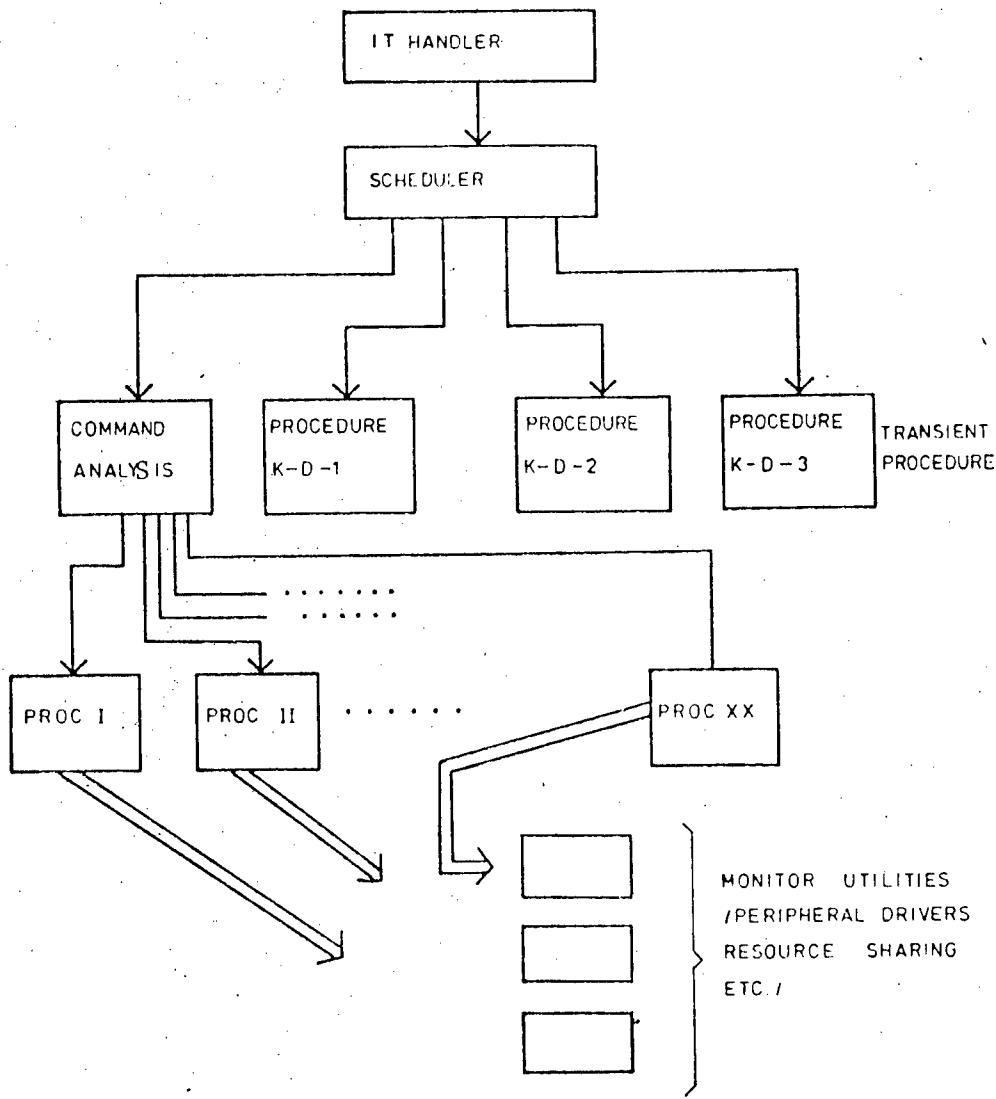 IT HANDLER
SCHEDULER
COMMAND
ANALYSIS
PROCEDURE
K-D-1
PROCEDURE
K-D-2
PROCEDURE
K-D-3
TRANSIENT
PROCEDURE
PROC I
PROC II
PROC XX
MONITOR UTILITIES
/PERIPHERAL DRIVERS
RESOURCE SHARING
ETC./